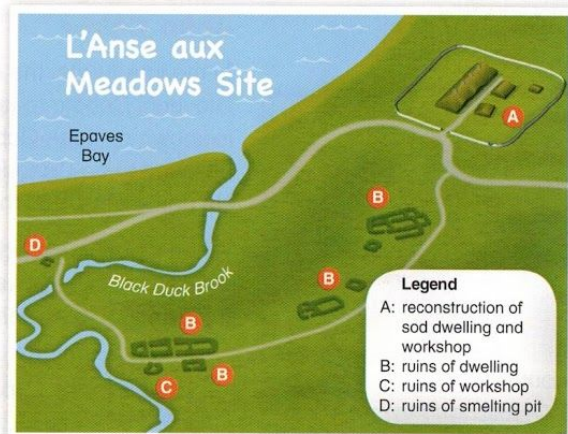 L'Anse aux
Meadows Site
Epaves
Bay
A
B
D
Black Duck Brook
B
B
B
C
Legend
A: reconstruction of
sod dwelling and
workshop
B: ruins of dwelling
C: ruins of workshop
D: ruins of smelting pit